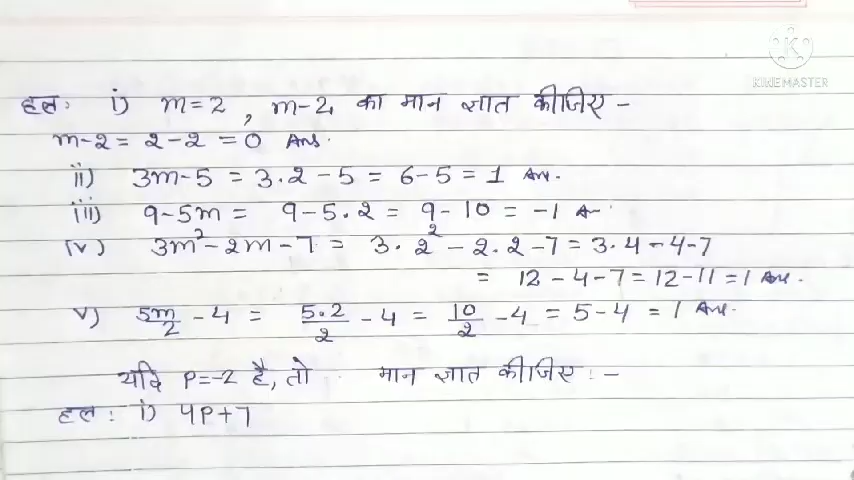 KINEMASTER
हल: i) m=2, m-2, का मान ज्ञात कीजिए -
m-2 = 2-2 = 0 Ans.
ii) 3m-5 = 3.2-5 = 6-5 = 1 Ans.
iii) 9-5m = 9-5.2 = 9-10 = -1 A
iv) 3m²-2m-7 = 3.2²-2.2-7 = 3.4-4-7
= 12-4-7 = 12-11 = 1 Ans.
v) 5m/2 - 4 = 5.2/2 - 4 = 10/2 - 4 = 5-4 = 1 Ans.
यदि P=-2 है, तो मान ज्ञात कीजिए :-
हल : i) 4P+7